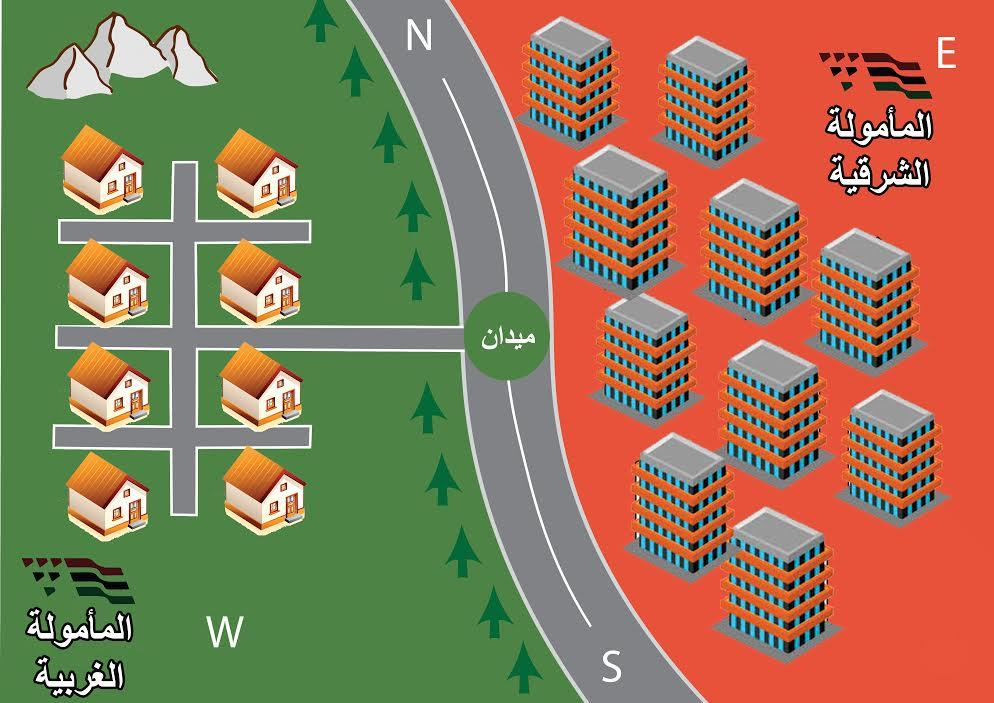 N
E
المأمولة
الشرقية
ميدان
المأمولة
الغربية
W
S